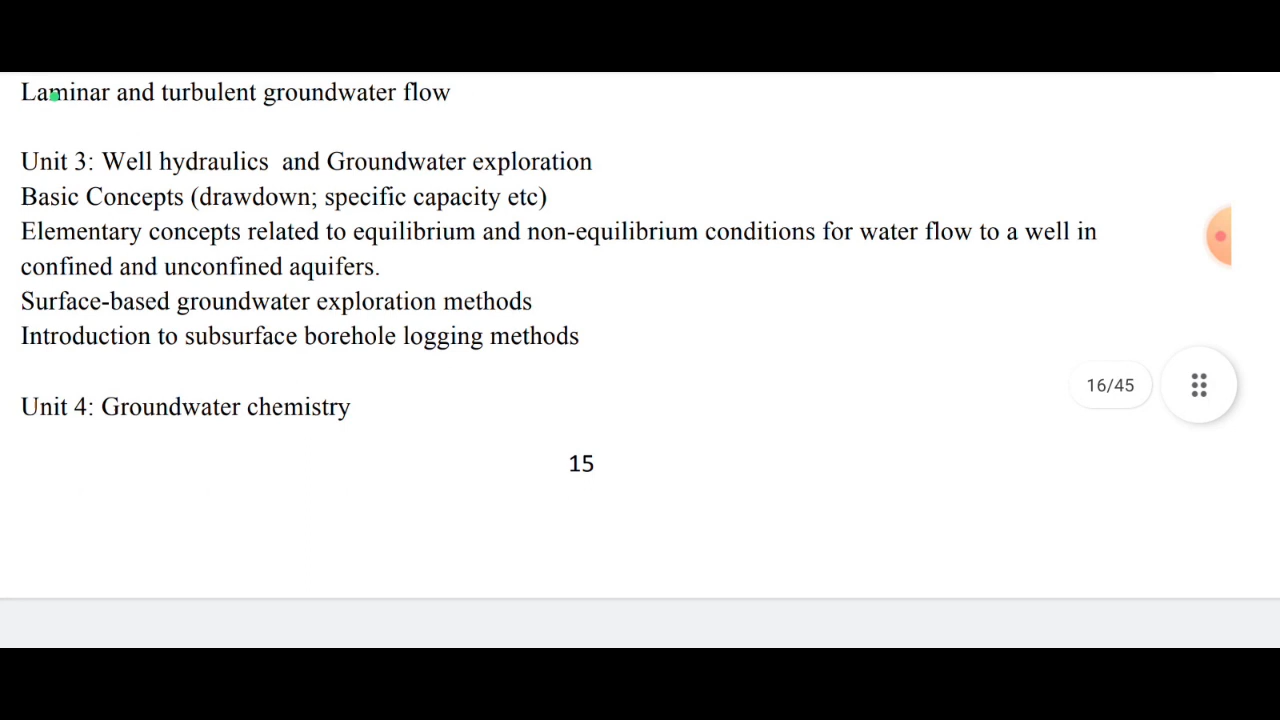 Laminar and turbulent groundwater flow
Unit 3: Well hydraulics  and Groundwater exploration
Basic Concepts (drawdown; specific capacity etc)
Elementary concepts related to equilibrium and non-equilibrium conditions for water flow to a well in
confined and unconfined aquifers.
Surface-based groundwater exploration methods
Introduction to subsurface borehole logging methods
16/45
Unit 4: Groundwater chemistry
15